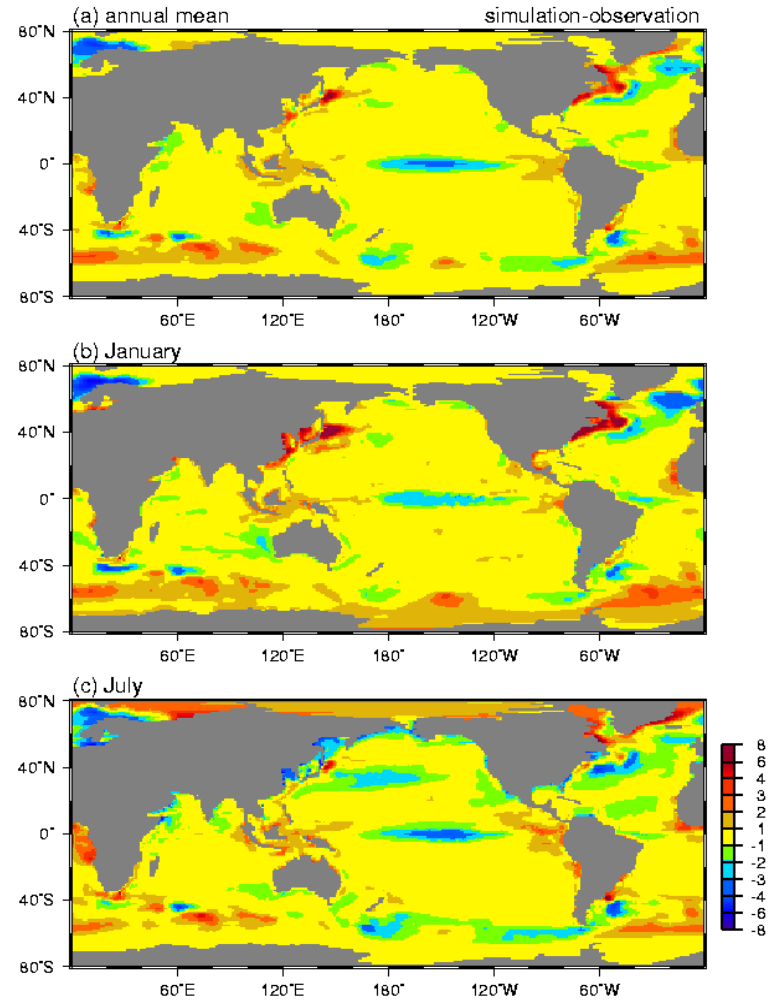 (a) annual mean simulation-observation
80˚N
40˚N
0˚
40˚S
80˚S
60˚E 120˚E 180˚ 120˚W 60˚W
(b) January
80˚N
40˚N
0˚
40˚S
80˚S
60˚E 120˚E 180˚ 120˚W 60˚W
(c) July
80˚N
40˚N
0˚
40˚S
80˚S
60˚E 120˚E 180˚ 120˚W 60˚W
8
6
4
3
2
1
-1
-2
-3
-4
-6
-8